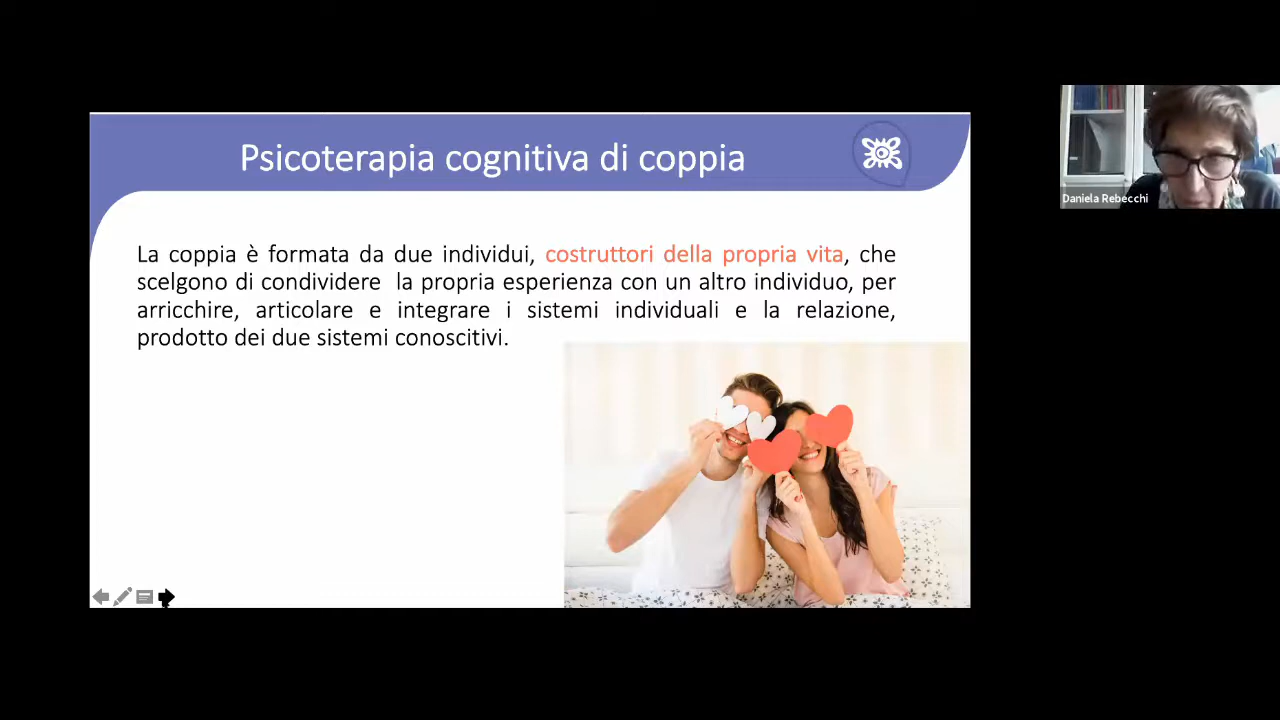 Psicoterapia cognitiva di coppia
La coppia è formata da due individui, costruttori della propria vita, che
scelgono di condividere la propria esperienza con un altro individuo, per
arricchire, articolare e integrare i sistemi individuali e la relazione,
prodotto dei due sistemi conoscitivi.
Daniela Rebecchi